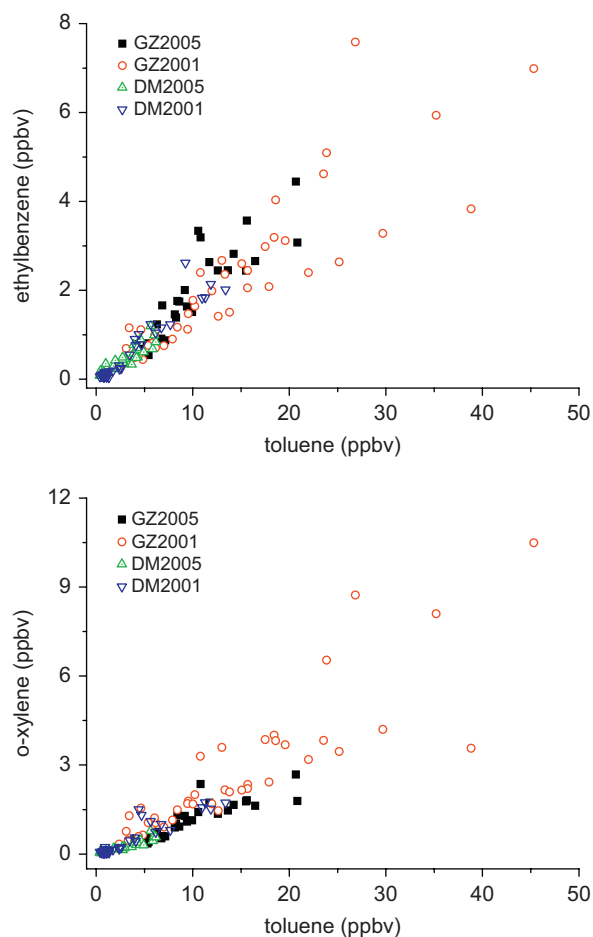 8
6
4
2
0
ethylbenzene (ppbv)
GZ2005
GZ2001
DM2005
DM2001
0 10 20 30 40 50
toluene (ppbv)
12
9
6
3
0
o-xylene (ppbv)
GZ2005
GZ2001
DM2005
DM2001
0 10 20 30 40 50
toluene (ppbv)